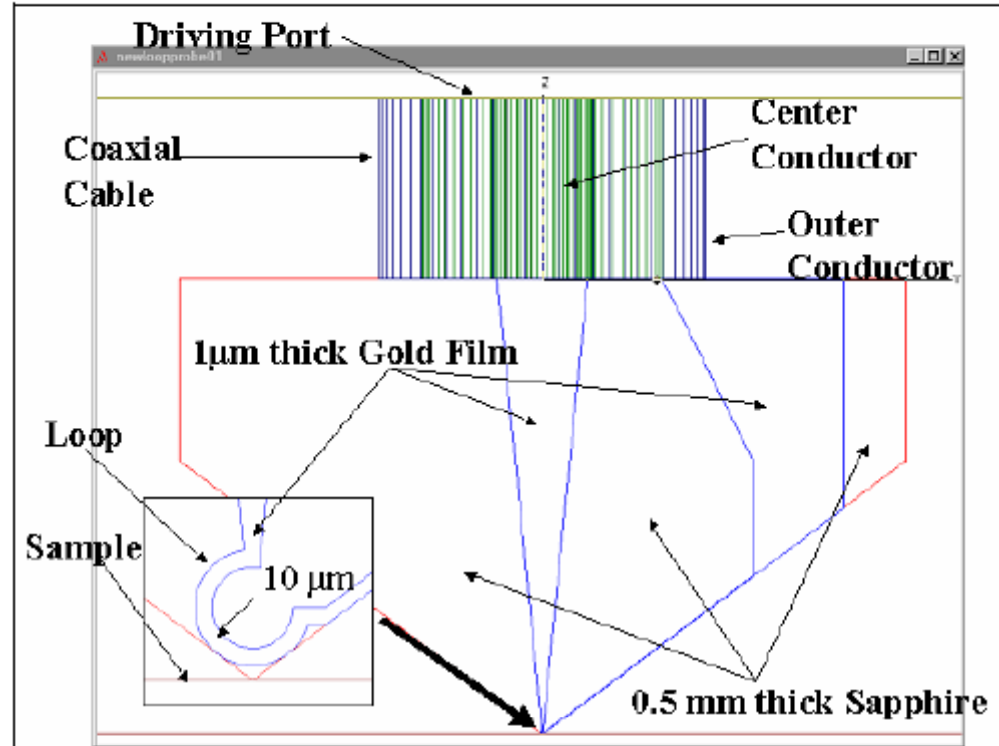 Driving Port
newloopprobe01
Z
Center
Conductor
Coaxial
Cable
Outer
Conductor
Y
1μm thick Gold Film
Loop
Sample
10 μm
0.5 mm thick Sapphire